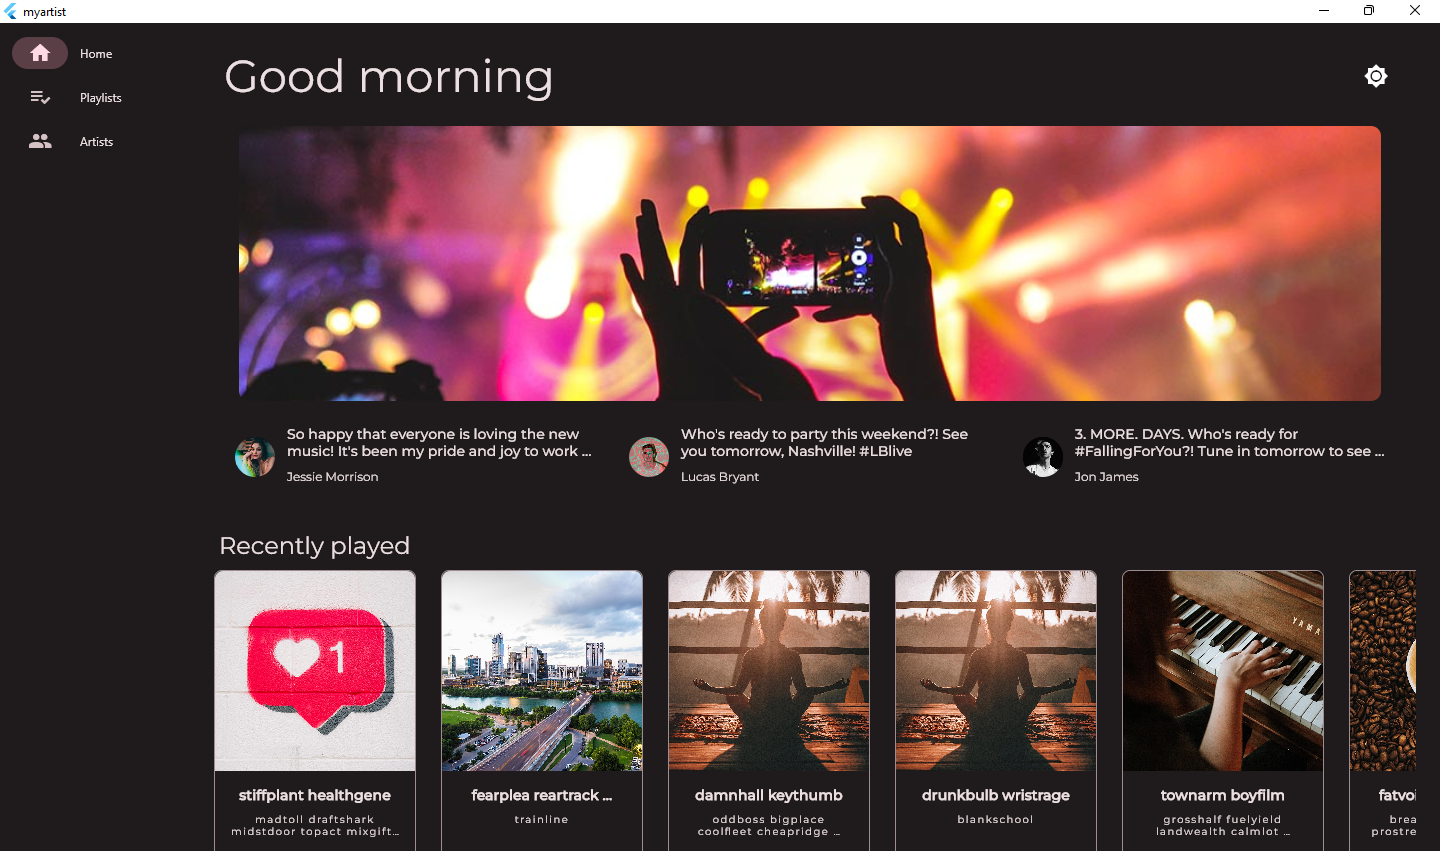 myartist
Home
Playlists
Artists
Good morning
So happy that everyone is loving the new
music! It's been my pride and joy to work ...
Jessie Morrison
Who's ready to party this weekend?! See
you tomorrow, Nashville! #LBlive
Lucas Bryant
3. MORE. DAYS. Who's ready for
#FallingForYou?! Tune in tomorrow to see ...
Jon James
Recently played
1
YAMA
stiffplant healthgene
madtoll draftshark
midstdoor topact mixgift...
fearplea reartrack ...
trainline
damnhall keythumb
oddboss bigplace
coolfleet cheapridge ...
drunkbulb wristrage
blankschool
townarm boyfilm
grosshalf fuelyield
landwealth calmlot ...
fatvoi
brea
prostre